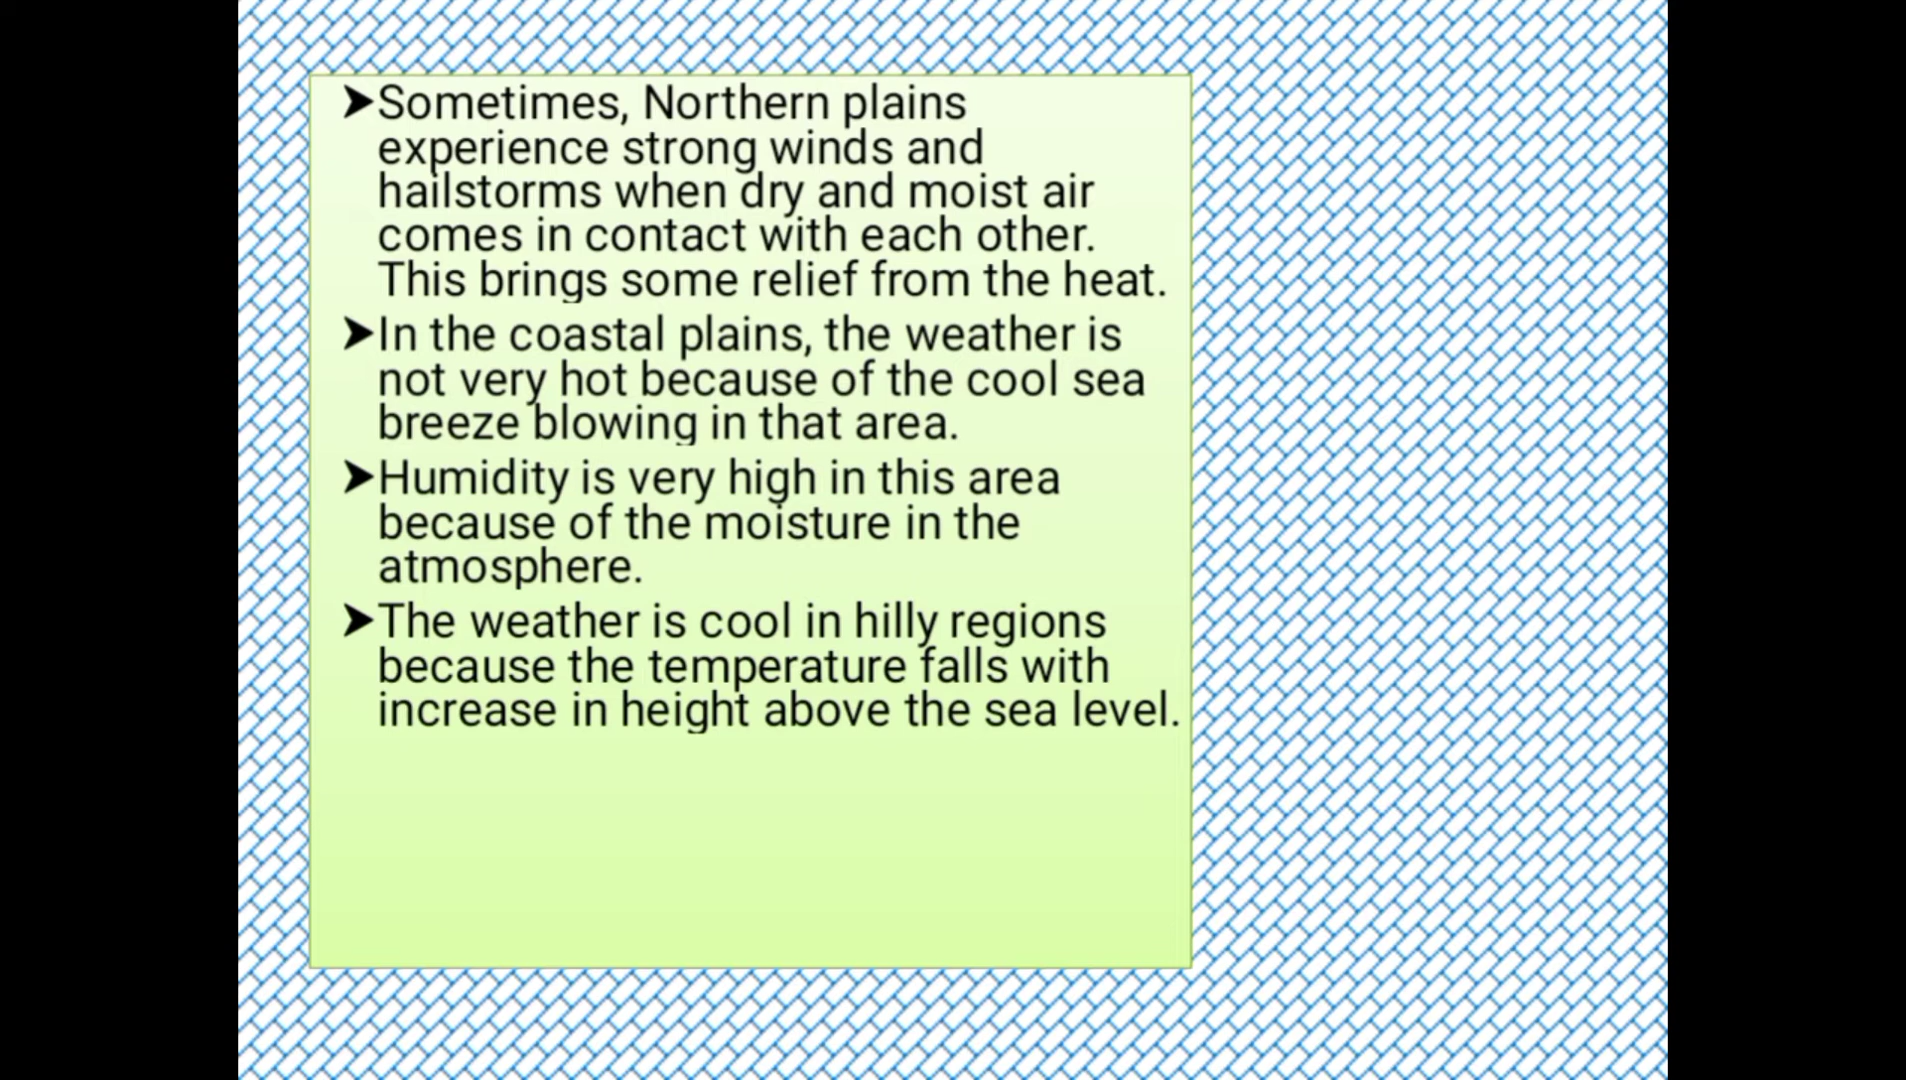 ➤Sometimes, Northern plains
experience strong winds and
hailstorms when dry and moist air
comes in contact with each other.
This brings some relief from the heat.
➤In the coastal plains, the weather is
not very hot because of the cool sea
breeze blowing in that area.
➤Humidity is very high in this area
because of the moisture in the
atmosphere.
➤The weather is cool in hilly regions
because the temperature falls with
increase in height above the sea level.